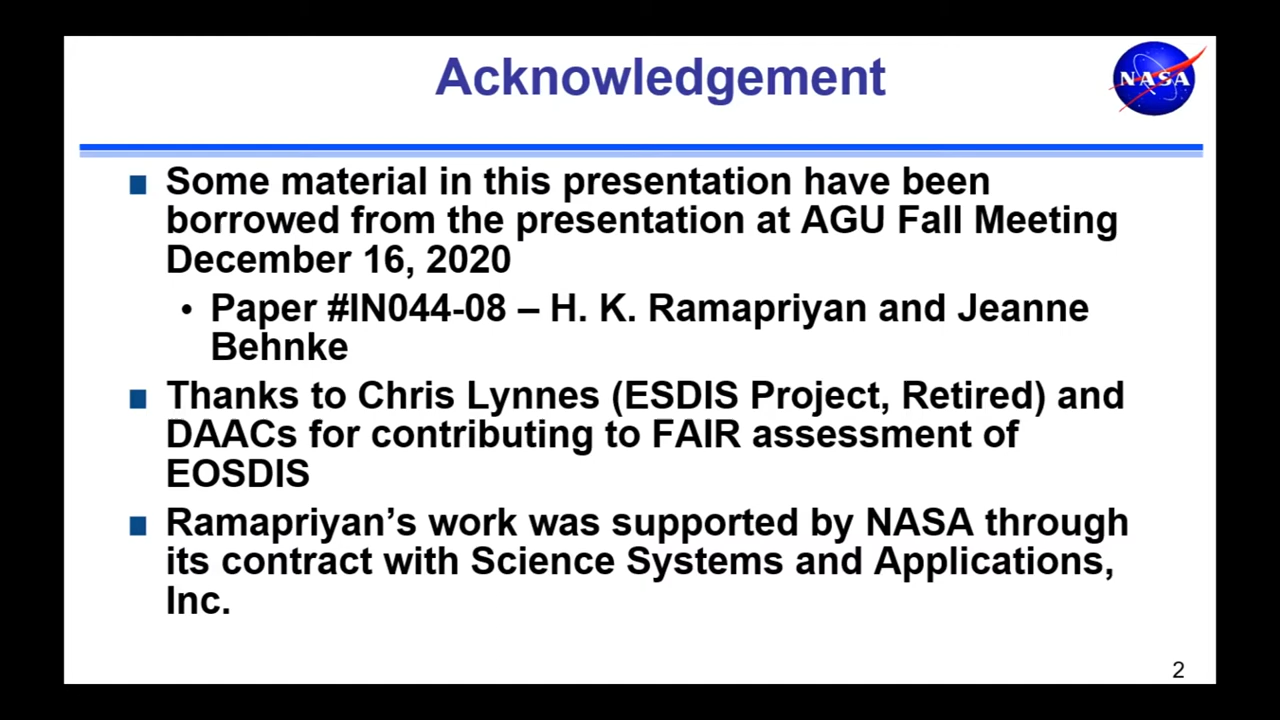 Acknowledgement
NASA
■ Some material in this presentation have been
borrowed from the presentation at AGU Fall Meeting
December 16, 2020
• Paper #IN044-08 – H. K. Ramapriyan and Jeanne
Behnke
■ Thanks to Chris Lynnes (ESDIS Project, Retired) and
DAACs for contributing to FAIR assessment of
EOSDIS
■ Ramapriyan’s work was supported by NASA through
its contract with Science Systems and Applications,
Inc.
2